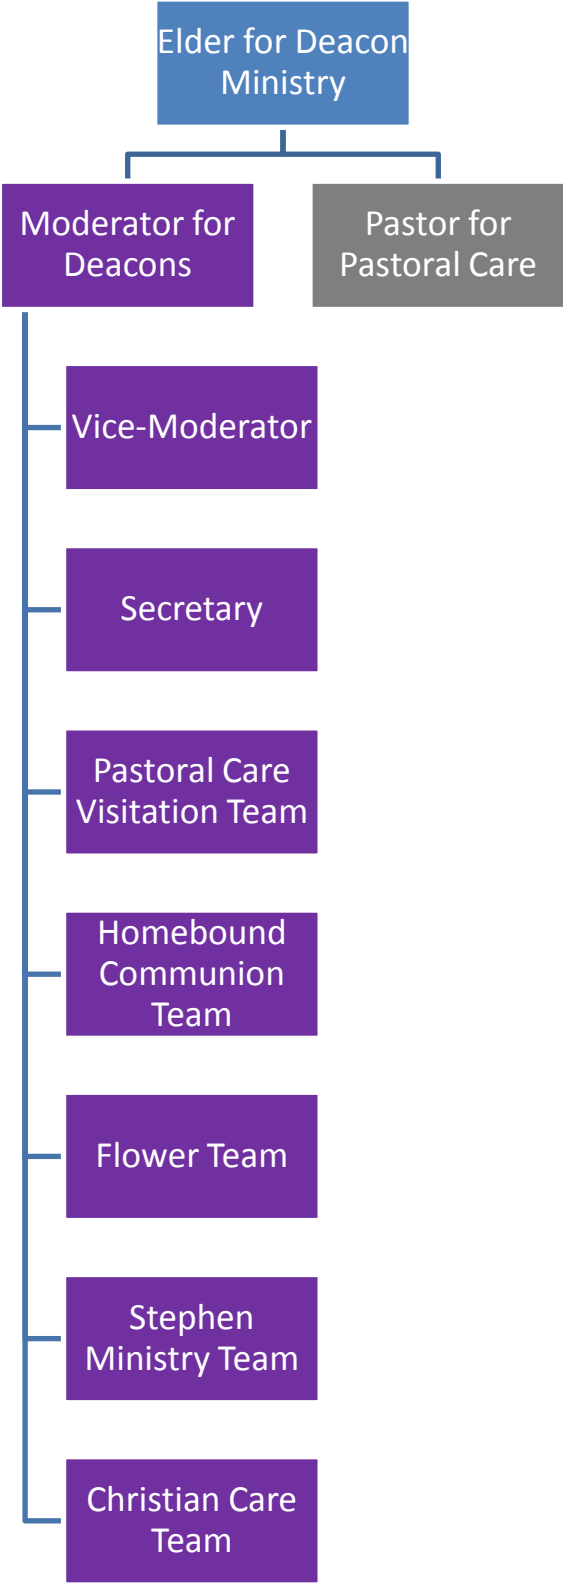 Elder for Deacon
Ministry
Moderator for
Deacons
Pastor for
Pastoral Care
Vice-Moderator
Secretary
Pastoral Care
Visitation Team
Homebound
Communion
Team
Flower Team
Stephen
Ministry Team
Christian Care
Team